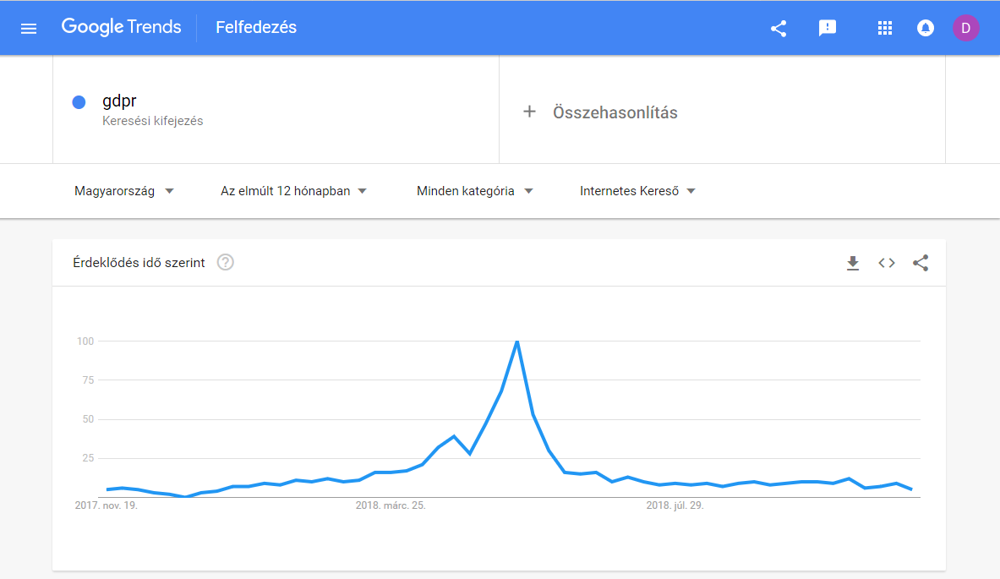 Google Trends Felfedezés D
gdpr
Keresési kifejezés
+ Összehasonlítás
Magyarország Az elmúlt 12 hónapban Minden kategória Internetes Kereső
Érdeklődés idő szerint ?
100
75
50
25
2017. nov. 19. 2018. márc. 25. 2018. júl. 29.